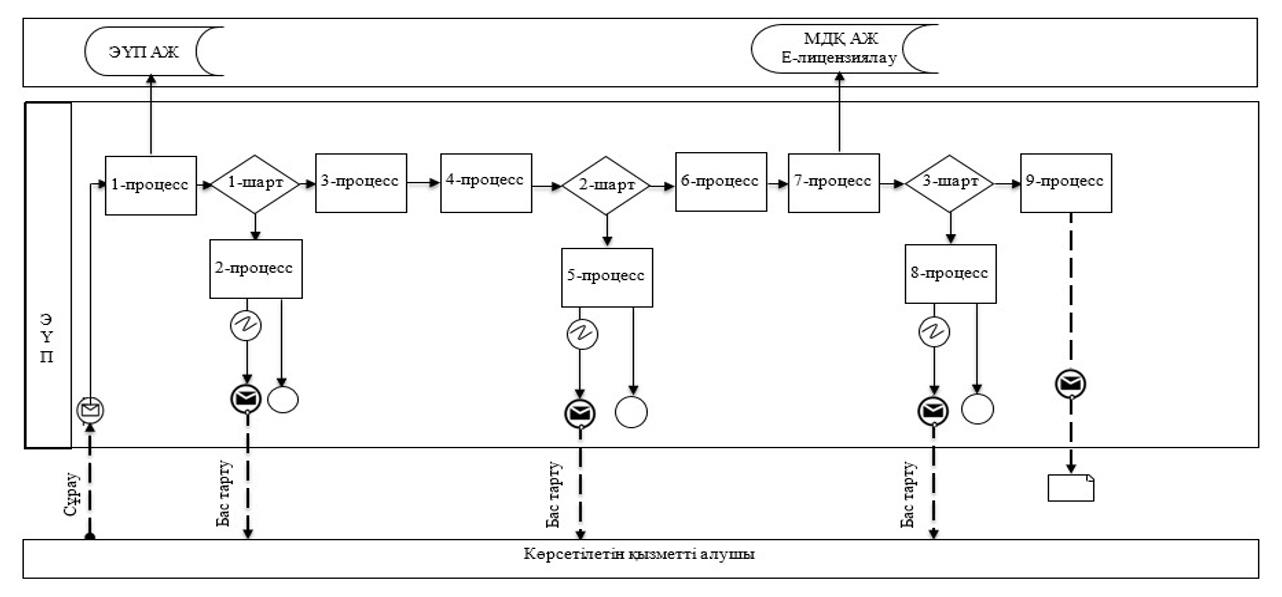 ЭҮП АЖ
МДҚ АЖ
Е-лицензиялау
1-процесс
1-шарт
3-процесс
4-процесс
2-шарт
6-процесс
7-процесс
3-шарт
9-процесс
2-процесс
5-процесс
8-процесс
Э
Ү
П
Сұрау
Бас тарту
Бас тарту
Бас тарту
Көрсетілетін қызметті алушы